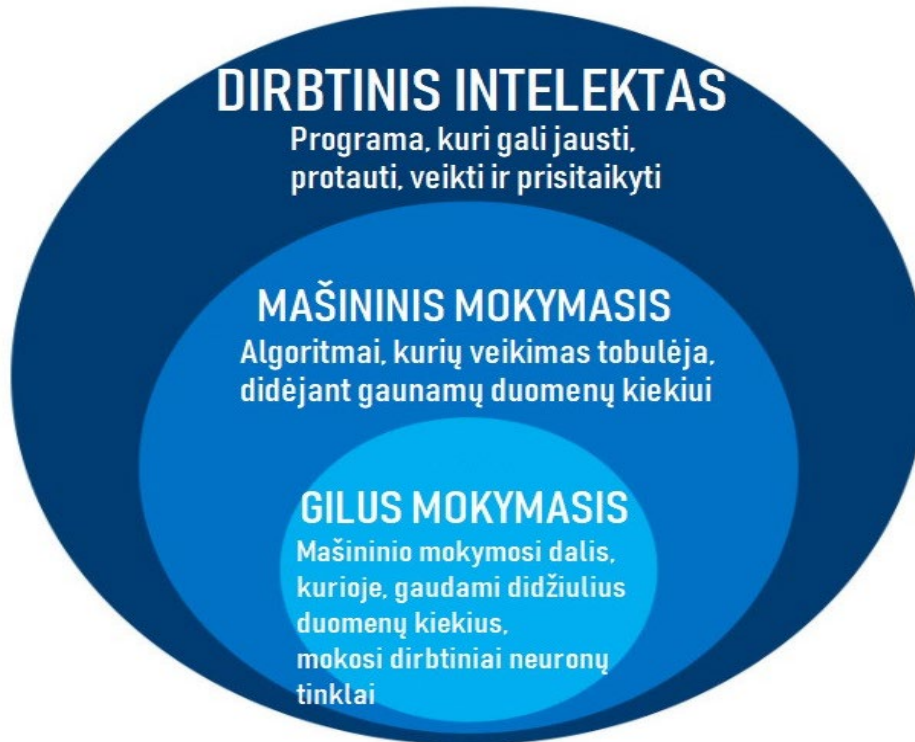 DIRBTINIS INTELEKTAS
Programa, kuri gali jausti,
protauti, veikti ir prisitaikyti
MAŠININIS MOKYMASIS
Algoritmai, kurių veikimas tobulėja,
didėjant gaunamų duomenų kiekiui
GILUS MOKYMASIS
Mašininio mokymosi dalis,
kurioje, gaudami didžiulius
duomenų kiekius,
mokosi dirbtiniai neuronų
tinklai